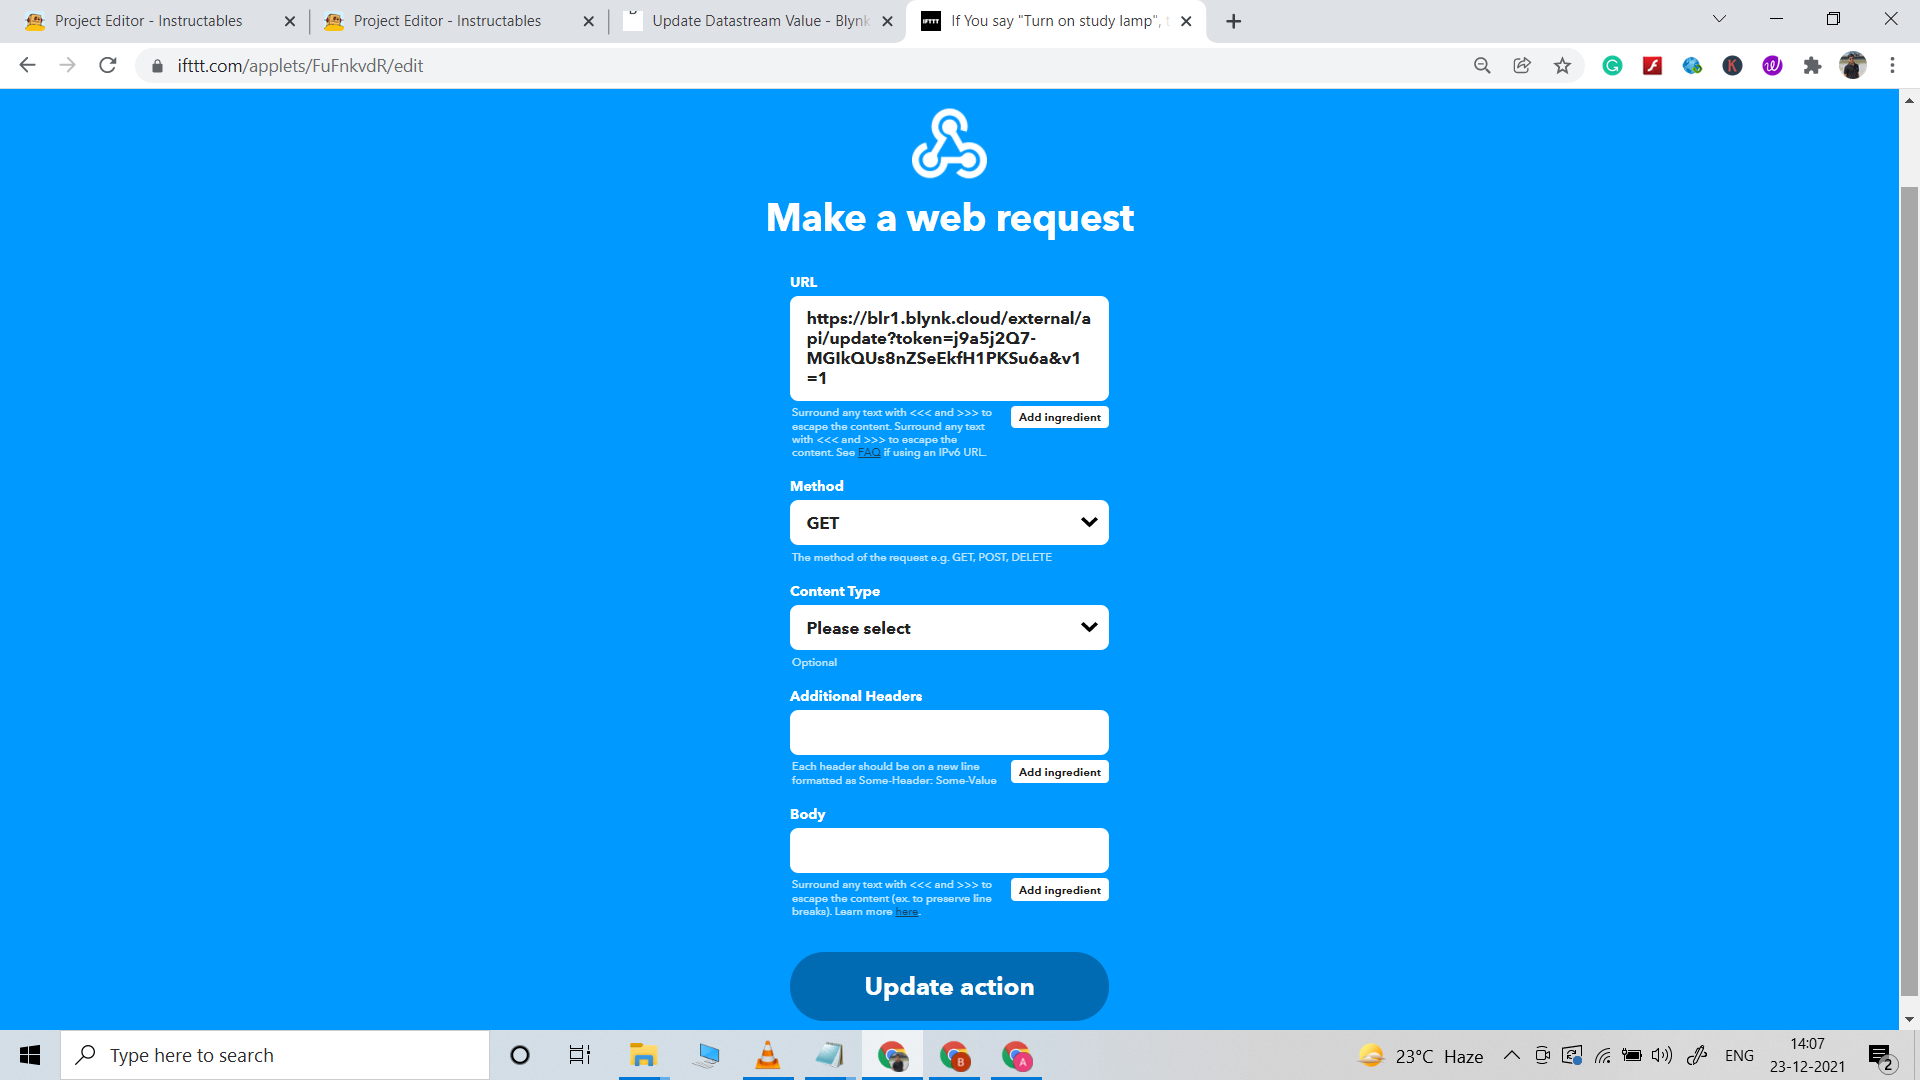 Project Editor - Instructables
Project Editor - Instructables
Update Datastream Value - Blynk
IFTTT
If You say "Turn on study lamp", t
ifttt.com/applets/FuFnkvdR/edit
Make a web request
URL
https://blr1.blynk.cloud/external/a
pi/update?token=j9a5j2Q7-
MGIkQUs8nZSeEkfH1PKSu6a&v1
=1
Surround any text with <<< and >>> to
escape the content. Surround any text
with <<< and >>> to escape the
content. See FAQ if using an IPv6 URL.
Add ingredient
Method
GET
The method of the request e.g. GET, POST, DELETE
Content Type
Please select
Optional
Additional Headers
Each header should be on a new line
formatted as Some-Header: Some-Value
Add ingredient
Body
Surround any text with <<< and >>> to
escape the content (ex. to preserve line
breaks). Learn more here.
Add ingredient
Update action
Type here to search
B
A
23°C Haze
ENG
14:07
23-12-2021
2